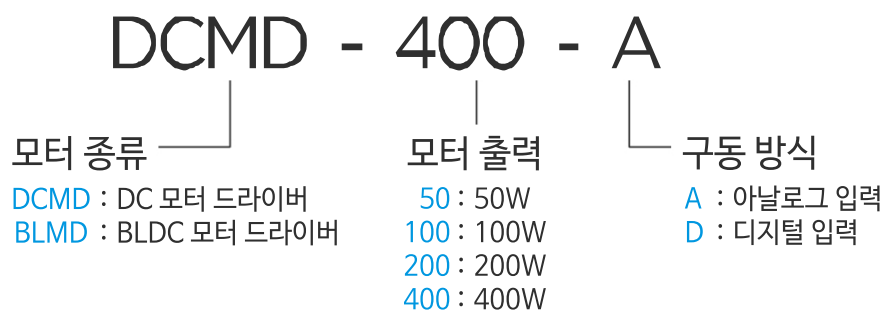 DCMD - 400 - A
모터 종류
DCMD : DC 모터 드라이버
BLMD : BLDC 모터 드라이버
모터 출력
50 : 50W
100 : 100W
200 : 200W
400 : 400W
구동 방식
A : 아날로그 입력
D : 디지털 입력